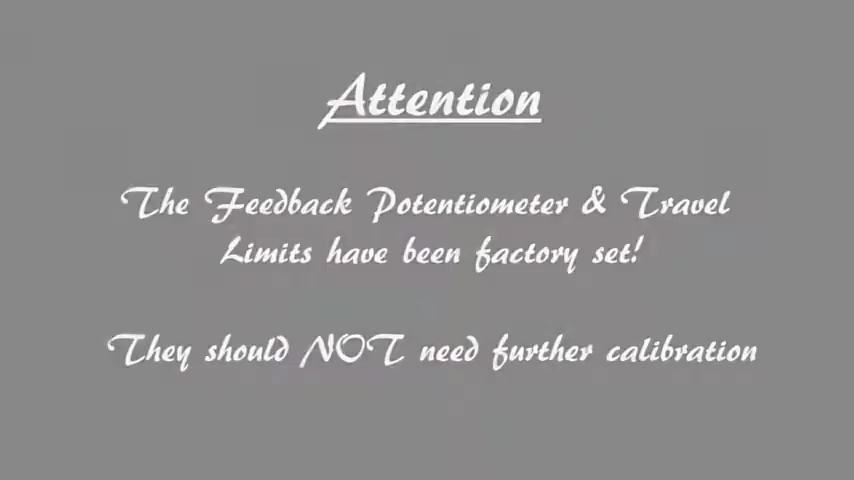 Attention
The Feedback Potentiometer & Travel
Limits have been factory set!
They should NOT need further calibration